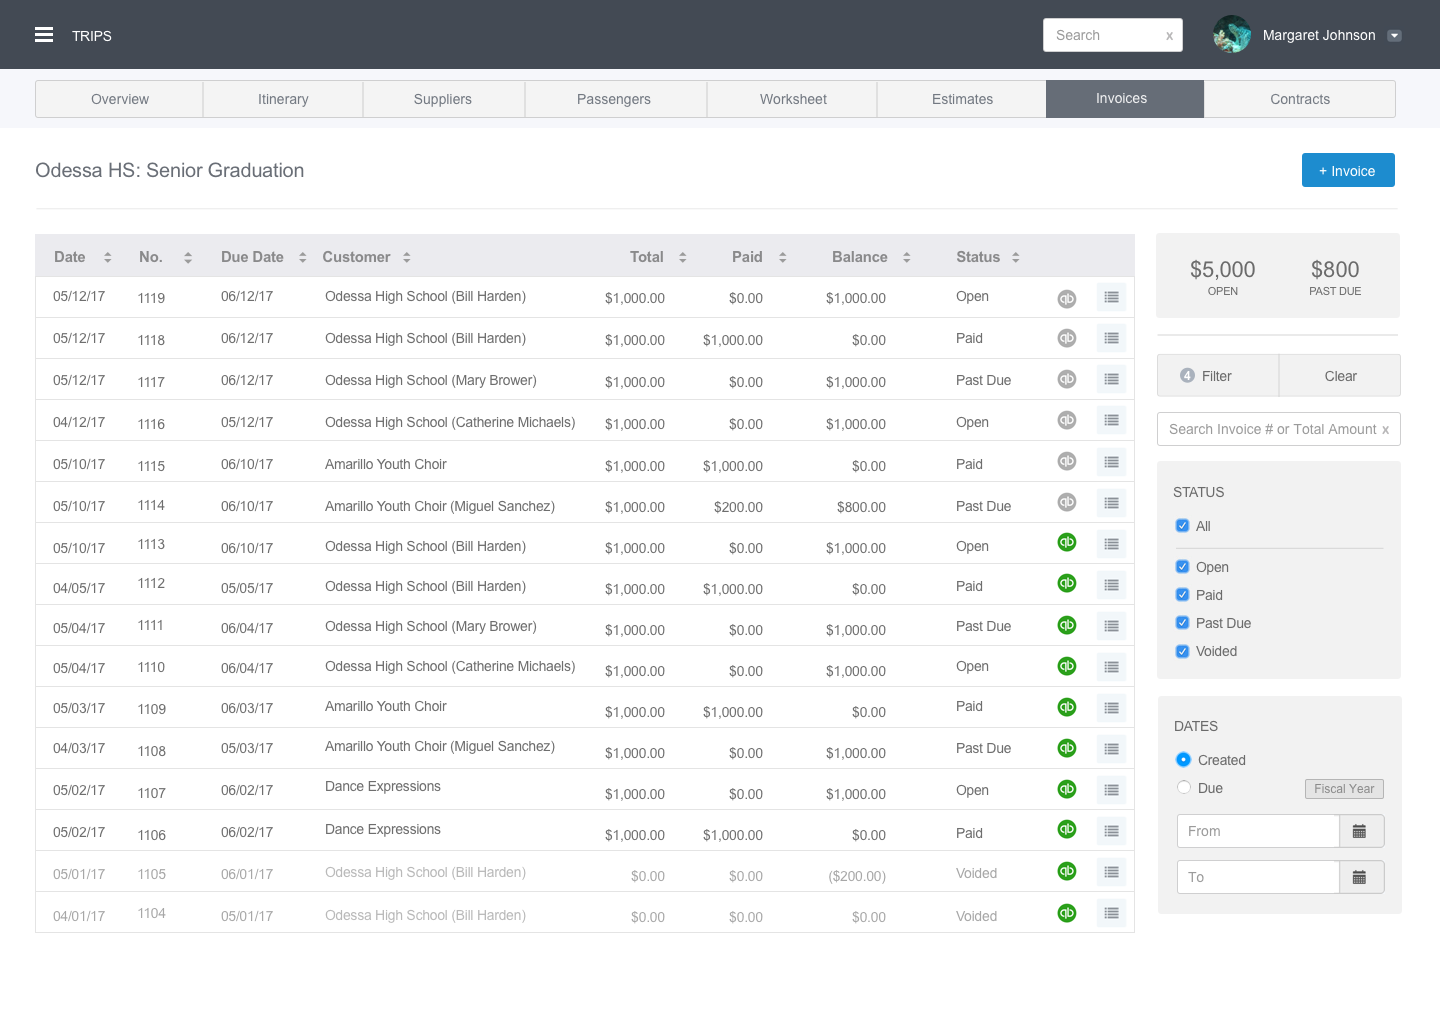 TRIPS
Search x
Margaret Johnson
Overview Itinerary Suppliers Passengers Worksheet Estimates Invoices Contracts
Odessa HS: Senior Graduation
+ Invoice
Date No. Due Date Customer Total Paid Balance Status
05/12/17 1119 06/12/17 Odessa High School (Bill Harden) $1,000.00 $0.00 $1,000.00 Open qb
05/12/17 1118 06/12/17 Odessa High School (Bill Harden) $1,000.00 $1,000.00 $0.00 Paid qb
05/12/17 1117 06/12/17 Odessa High School (Mary Brower) $1,000.00 $0.00 $1,000.00 Past Due qb
04/12/17 1116 05/12/17 Odessa High School (Catherine Michaels) $1,000.00 $0.00 $1,000.00 Open qb
05/10/17 1115 06/10/17 Amarillo Youth Choir $1,000.00 $1,000.00 $0.00 Paid qb
05/10/17 1114 06/10/17 Amarillo Youth Choir (Miguel Sanchez) $1,000.00 $200.00 $800.00 Past Due qb
05/10/17 1113 06/10/17 Odessa High School (Bill Harden) $1,000.00 $0.00 $1,000.00 Open qb
04/05/17 1112 05/05/17 Odessa High School (Bill Harden) $1,000.00 $1,000.00 $0.00 Paid qb
05/04/17 1111 06/04/17 Odessa High School (Mary Brower) $1,000.00 $0.00 $1,000.00 Past Due qb
05/04/17 1110 06/04/17 Odessa High School (Catherine Michaels) $1,000.00 $0.00 $1,000.00 Open qb
05/03/17 1109 06/03/17 Amarillo Youth Choir $1,000.00 $1,000.00 $0.00 Paid qb
04/03/17 1108 05/03/17 Amarillo Youth Choir (Miguel Sanchez) $1,000.00 $0.00 $1,000.00 Past Due qb
05/02/17 1107 06/02/17 Dance Expressions $1,000.00 $0.00 $1,000.00 Open qb
05/02/17 1106 06/02/17 Dance Expressions $1,000.00 $1,000.00 $0.00 Paid qb
05/01/17 1105 06/01/17 Odessa High School (Bill Harden) $0.00 $0.00 ($200.00) Voided qb
04/01/17 1104 05/01/17 Odessa High School (Bill Harden) $0.00 $0.00 $0.00 Voided qb
$5,000 $800
OPEN PAST DUE
4 Filter Clear
Search Invoice # or Total Amount x
STATUS
All
Open
Paid
Past Due
Voided
DATES
Created
Due Fiscal Year
From
To